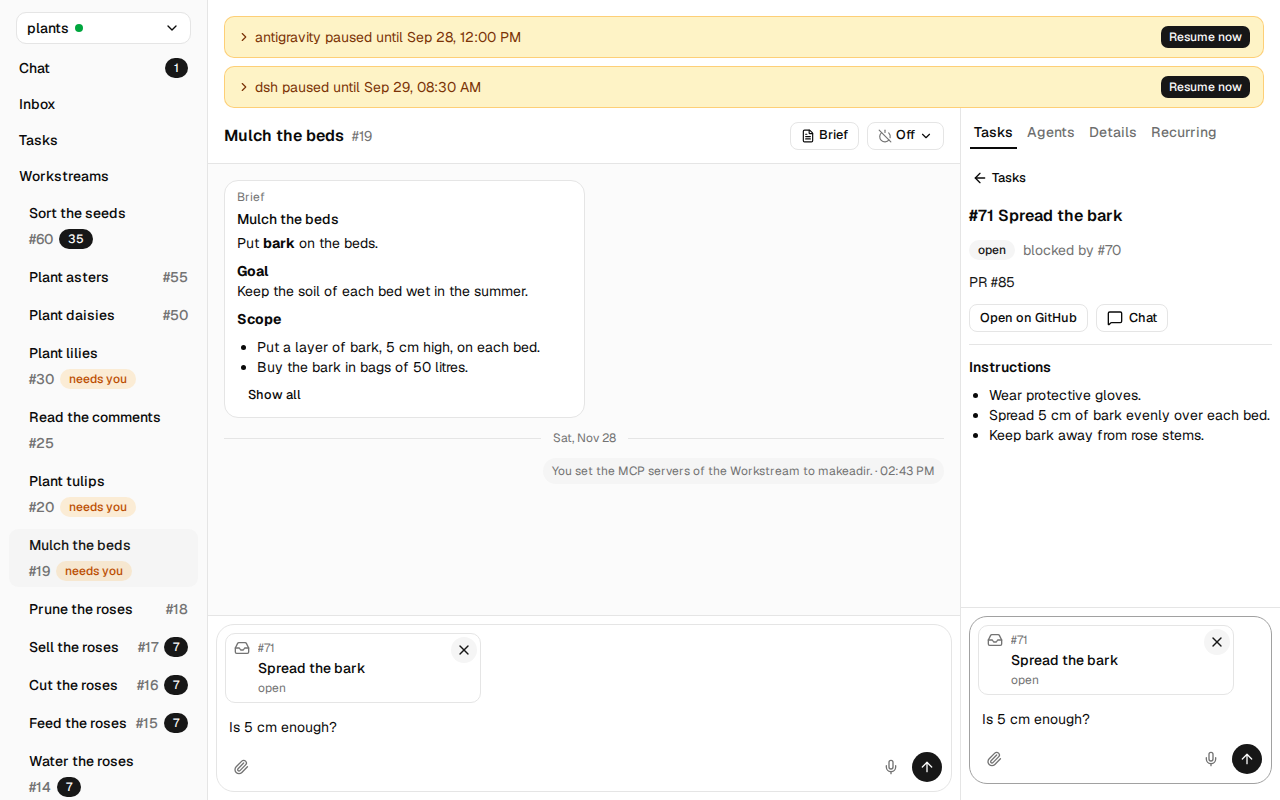 plants
Chat 1
Inbox
Tasks
Workstreams
Sort the seeds
#60 35
Plant asters #55
Plant daisies #50
Plant lilies
#30 needs you
Read the comments
#25
Plant tulips
#20 needs you
Mulch the beds
#19 needs you
Prune the roses #18
Sell the roses #17 7
Cut the roses #16 7
Feed the roses #15 7
Water the roses
#14 7
antigravity paused until Sep 28, 12:00 PM Resume now
dsh paused until Sep 29, 08:30 AM Resume now
Mulch the beds #19 Brief Off
Brief
Mulch the beds
Put bark on the beds.
Goal
Keep the soil of each bed wet in the summer.
Scope
• Put a layer of bark, 5 cm high, on each bed.
• Buy the bark in bags of 50 litres.
Show all
Sat, Nov 28
You set the MCP servers of the Workstream to makeadir. · 02:43 PM
#71
Spread the bark
open
Is 5 cm enough?
Tasks Agents Details Recurring
Tasks
#71 Spread the bark
open blocked by #70
PR #85
Open on GitHub Chat
Instructions
• Wear protective gloves.
• Spread 5 cm of bark evenly over each bed.
• Keep bark away from rose stems.
#71
Spread the bark
open
Is 5 cm enough?